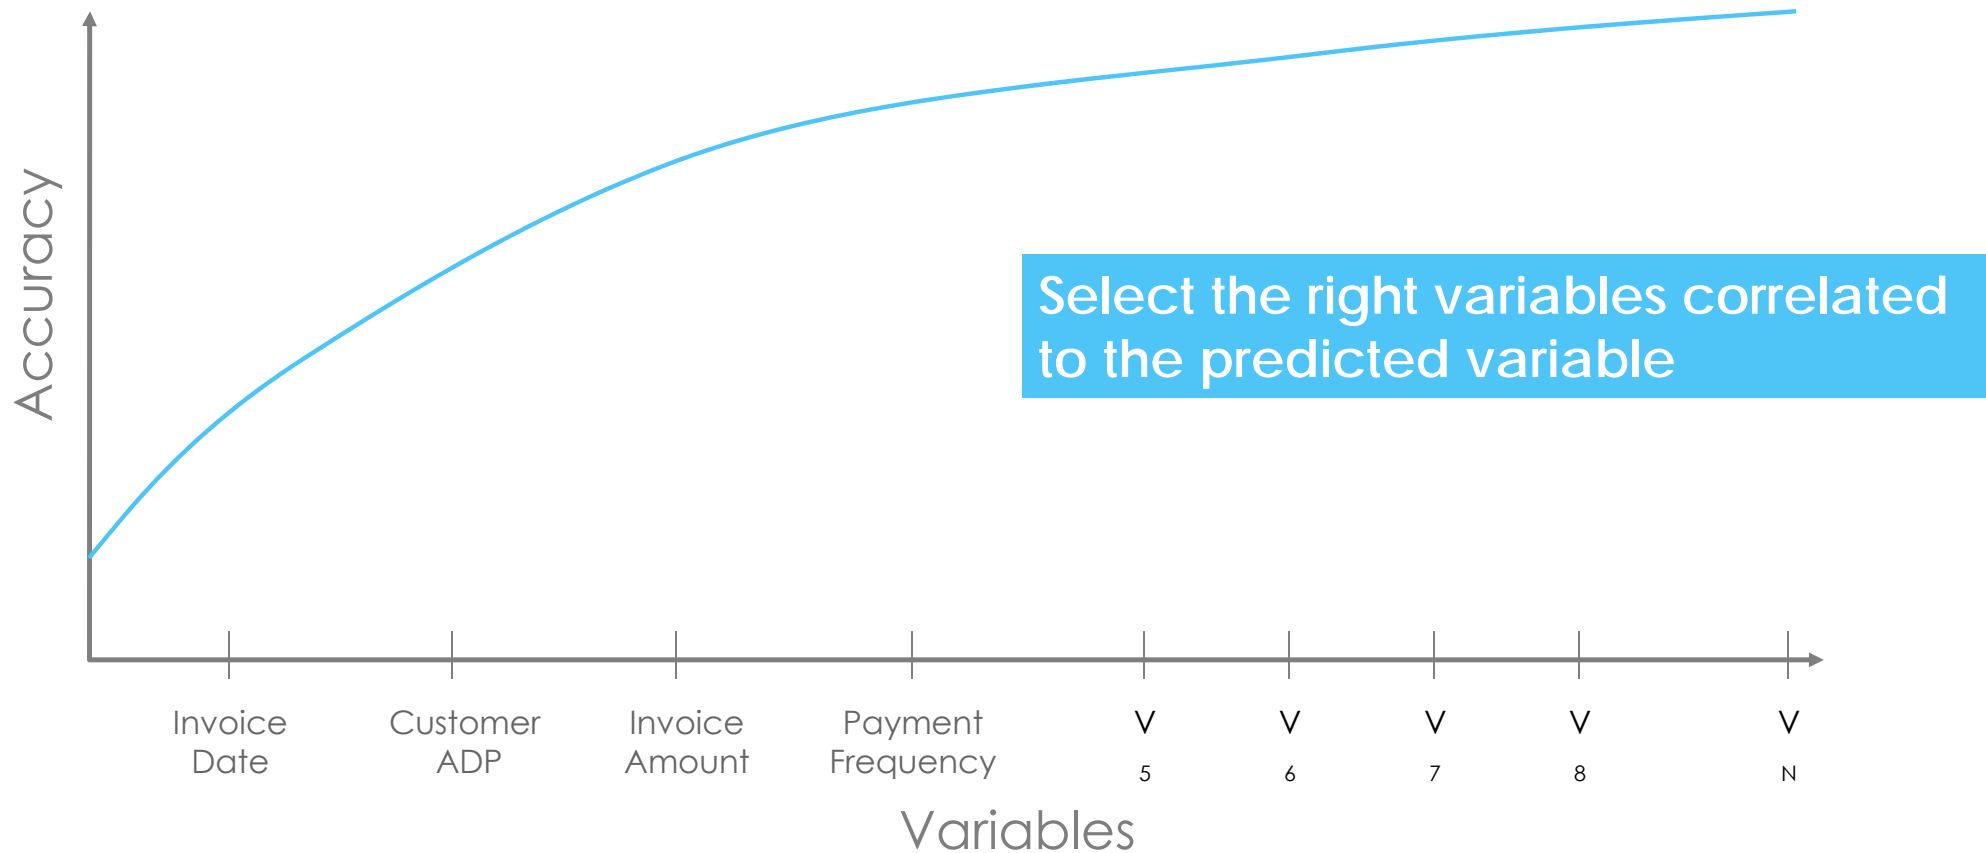 Accuracy
Select the right variables correlated
to the predicted variable
Invoice
Date
Customer
ADP
Invoice
Amount
Payment
Frequency
V
5
V
6
V
7
V
8
V
N
Variables